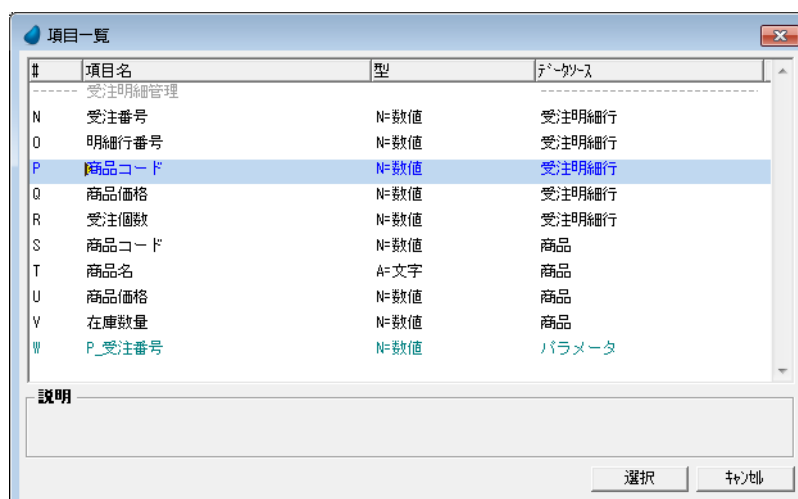 項目一覧
# 項目名 型 ﾃﾞｰﾀｿｰｽ
------ 受注明細管理 ------------------------------
N 受注番号 N=数値 受注明細行
O 明細行番号 N=数値 受注明細行
P 商品コード N=数値 受注明細行
Q 商品価格 N=数値 受注明細行
R 受注個数 N=数値 受注明細行
S 商品コード N=数値 商品
T 商品名 A=文字 商品
U 商品価格 N=数値 商品
V 在庫数量 N=数値 商品
W P_受注番号 N=数値 パラメータ
説明
選択 ｷｬﾝｾﾙ